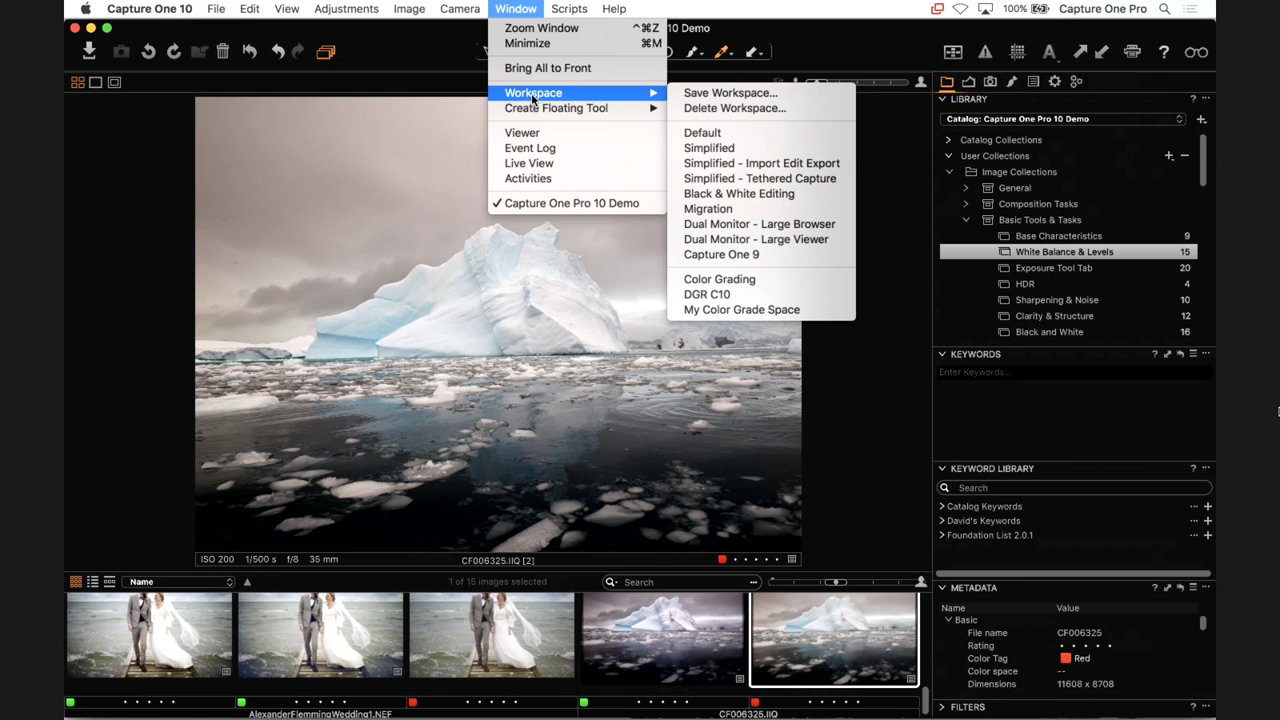 Capture One 10 File Edit View Adjustments Image Camera Window Scripts Help 100% Capture One Pro
0 Demo
Zoom Window ^⌘Z
Minimize ⌘M
Bring All to Front
Workspace
Create Floating Tool
Viewer
Event Log
Live View
Activities
✓ Capture One Pro 10 Demo
Save Workspace...
Delete Workspace...
Default
Simplified
Simplified - Import Edit Export
Simplified - Tethered Capture
Black & White Editing
Migration
Dual Monitor - Large Browser
Dual Monitor - Large Viewer
Capture One 9
Color Grading
DGR C10
My Color Grade Space
Fit
LIBRARY
Catalog: Capture One Pro 10 Demo
Catalog Collections
User Collections
Image Collections
General
Composition Tasks
Basic Tools & Tasks
Base Characteristics 9
White Balance & Levels 15
Exposure Tool Tab 20
HDR 4
Sharpening & Noise 10
Clarity & Structure 12
Black and White 16
KEYWORDS
Enter Keywords...
KEYWORD LIBRARY
Search
Catalog Keywords
David's Keywords
Foundation List 2.0.1
METADATA
Name Value
Basic
File name CF006325
Rating
Color Tag Red
Color space --
Dimensions 11608 x 8708
FILTERS
ISO 200 1/500 s f/8 35 mm
CF006325.IIQ [2]
Name
1 of 15 images selected
Search
AlexanderFlemmingWedding1.NEF
CF006325.IIQ